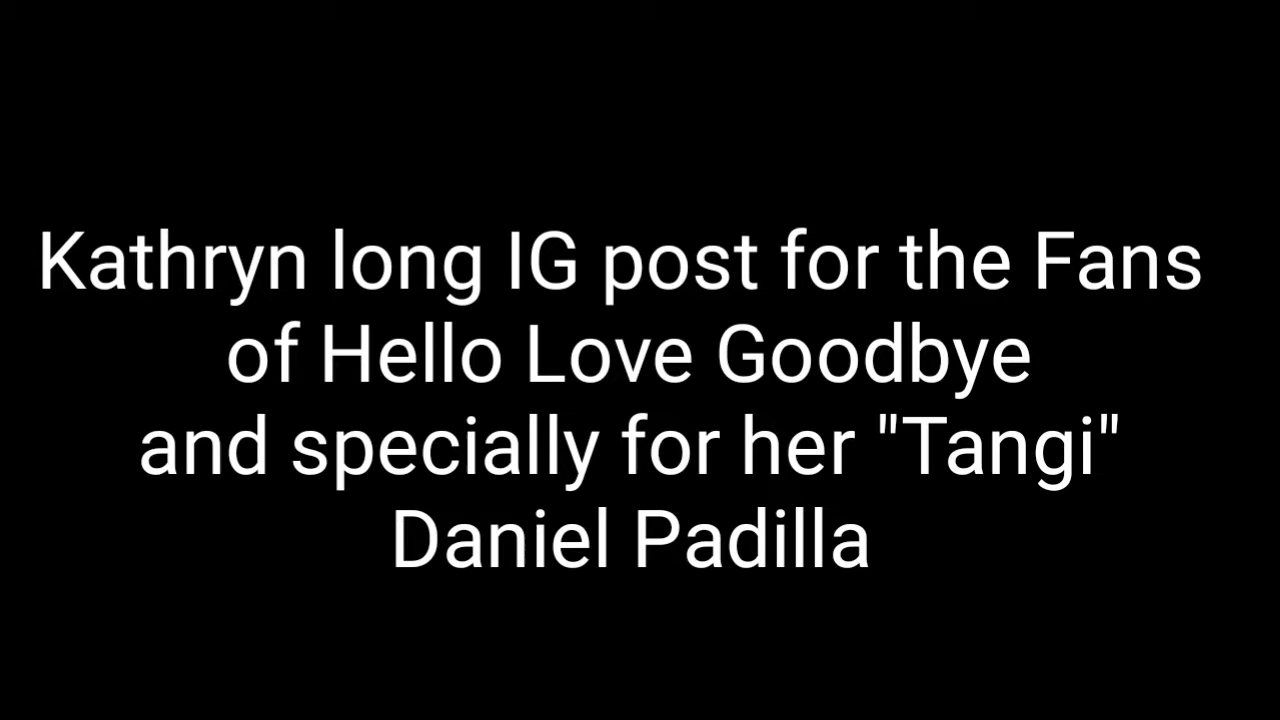 Kathryn long IG post for the Fans
of Hello Love Goodbye
and specially for her "Tangi"
Daniel Padilla